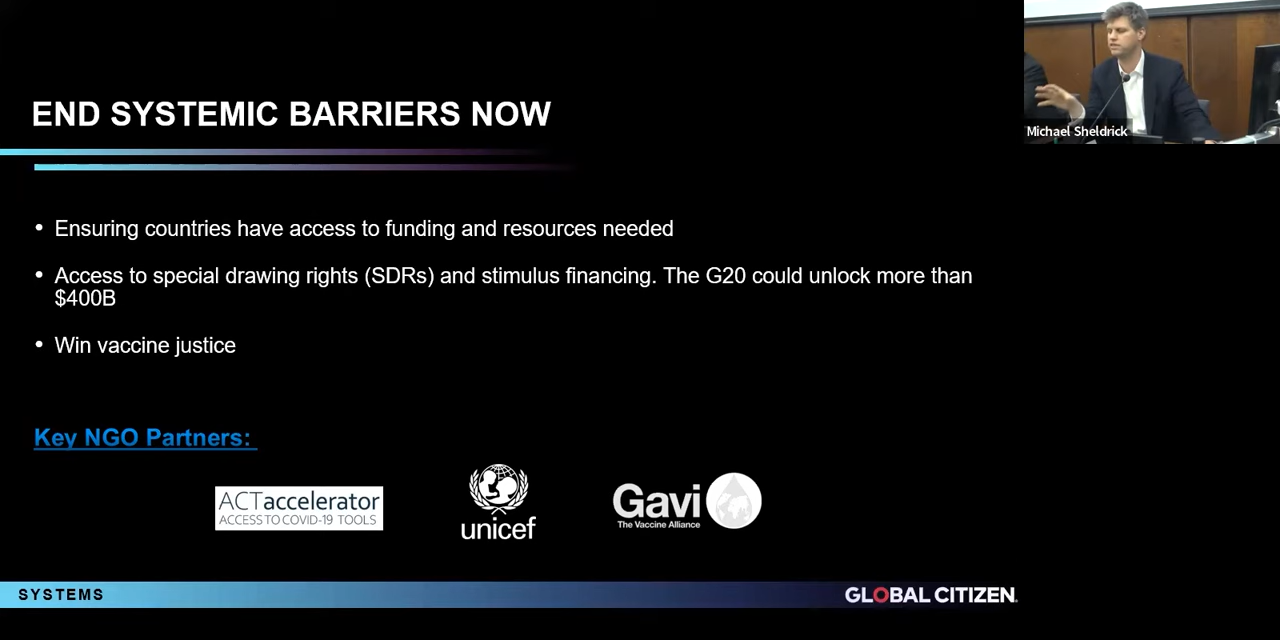 Michael Sheldrick
END SYSTEMIC BARRIERS NOW
• Ensuring countries have access to funding and resources needed
• Access to special drawing rights (SDRs) and stimulus financing. The G20 could unlock more than
$400B
• Win vaccine justice
Key NGO Partners:
ACTaccelerator
ACCESS TO COVID-19 TOOLS
unicef
Gavi
The Vaccine Alliance
SYSTEMS
GLOBAL CITIZEN.